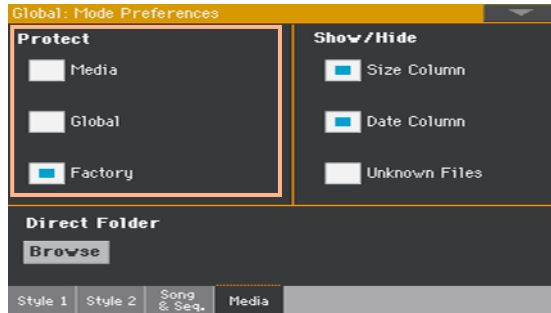 Global: Mode Preferences
Protect
Media
Global
Factory
Show/Hide
Size Column
Date Column
Unknown Files
Direct Folder
Browse
Style 1
Style 2
Song
& Seq.
Media